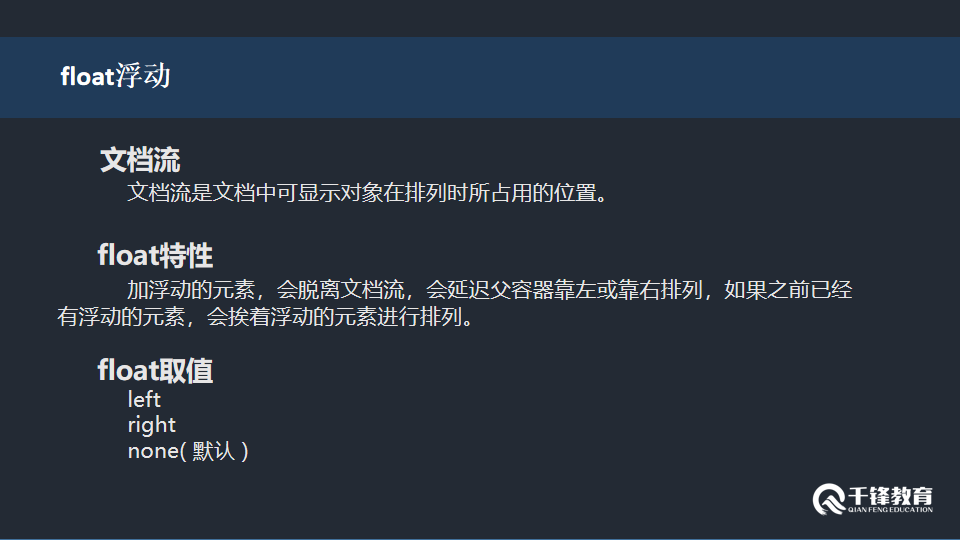 float浮动
文档流
文档流是文档中可显示对象在排列时所占用的位置。
float特性
加浮动的元素，会脱离文档流，会延迟父容器靠左或靠右排列，如果之前已经
有浮动的元素，会挨着浮动的元素进行排列。
float取值
left
right
none( 默认 )
千锋教育
QIAN FENG EDUCATION